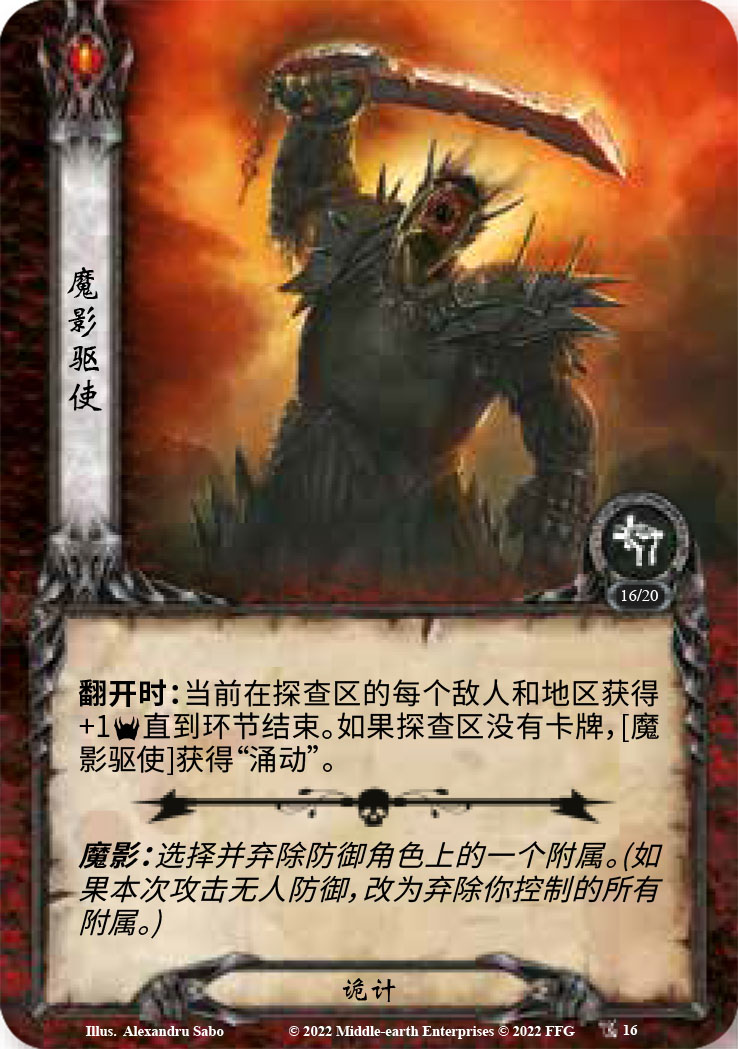 魔影驱使
16/20
翻开时：当前在探查区的每个敌人和地区获得
+1直到环节结束。如果探查区没有卡牌，[魔
影驱使]获得“涌动”。
魔影：选择并弃除防御角色上的一个附属。(如
果本次攻击无人防御，改为弃除你控制的所有
附属。)
诡计
Illus. Alexandru Sabo © 2022 Middle-earth Enterprises © 2022 FFG 16